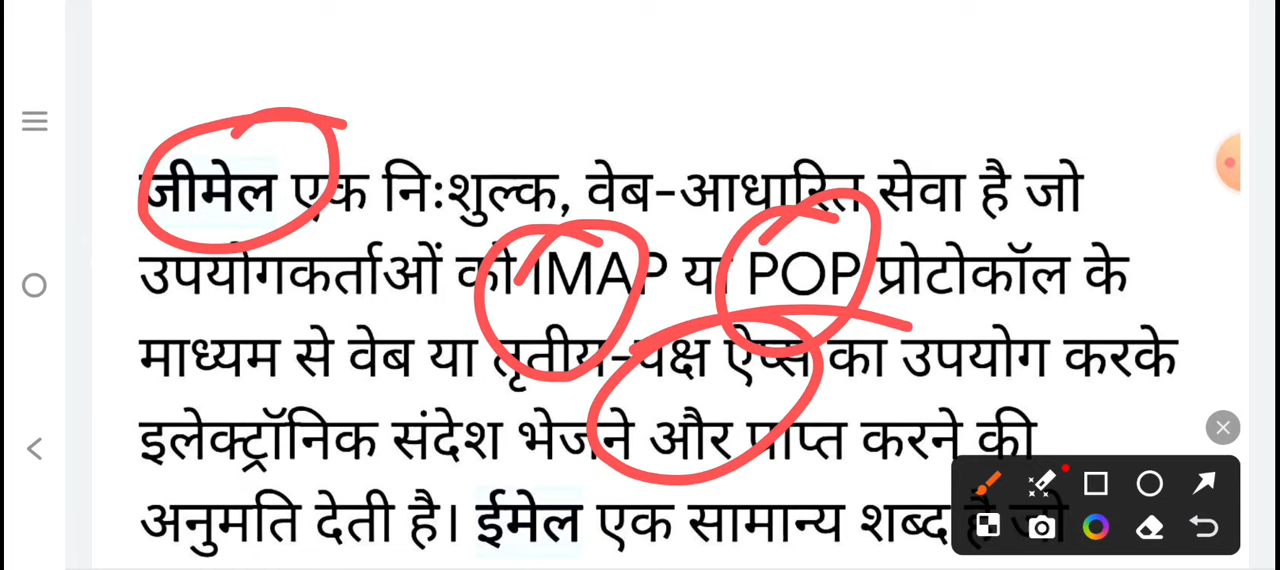 जीमेल एक नि:शुल्क, वेब-आधारित सेवा है जो
उपयोगकर्ताओं को IMAP या POP प्रोटोकॉल के
माध्यम से वेब या तृतीय-पक्ष ऐप्स का उपयोग करके
इलेक्ट्रॉनिक संदेश भेजने और प्राप्त करने की
अनुमति देती है। ईमेल एक सामान्य शब्द है जो